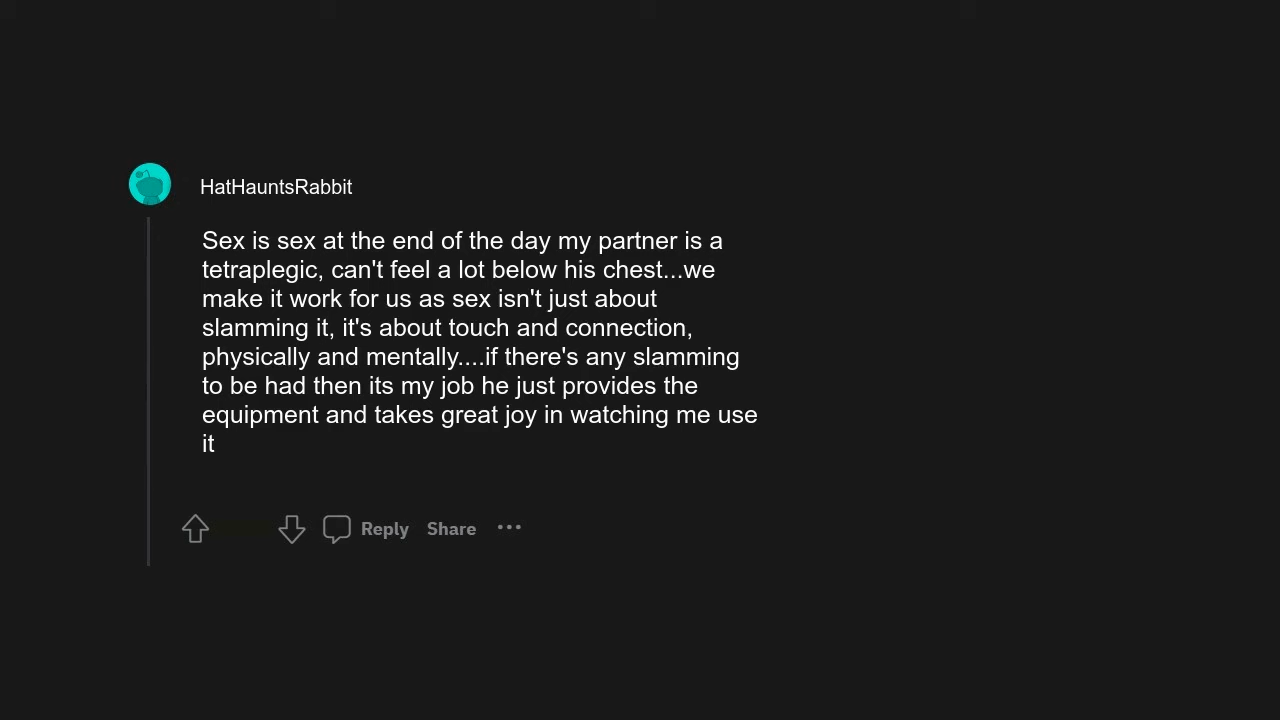 HatHauntsRabbit
Sex is sex at the end of the day my partner is a
tetraplegic, can't feel a lot below his chest...we
make it work for us as sex isn't just about
slamming it, it's about touch and connection,
physically and mentally....if there's any slamming
to be had then its my job he just provides the
equipment and takes great joy in watching me use
it
Reply Share